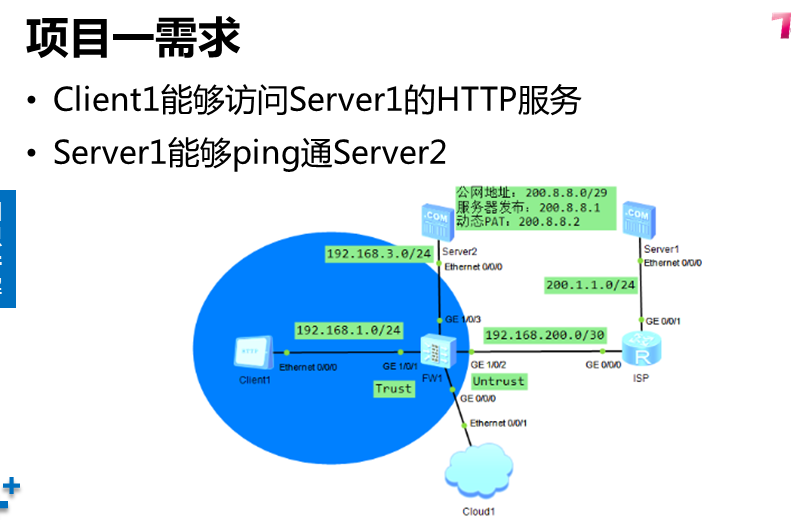 项目一需求
• Client1能够访问Server1的HTTP服务
• Server1能够ping通Server2
公网地址：200.8.8.0/29
服务器发布：200.8.8.1
动态PAT：200.8.8.2
.COM
.COM
192.168.3.0/24
Server2
Ethernet 0/0/0
Server1
Ethernet 0/0/0
200.1.1.0/24
GE 1/0/3
GE 0/0/1
192.168.1.0/24
192.168.200.0/30
HTTP
R
Ethernet 0/0/0
GE 1/0/1
GE 1/0/2
GE 0/0/0
Client1
FW1
ISP
Trust
Untrust
GE 0/0/0
Ethernet 0/0/1
Cloud1